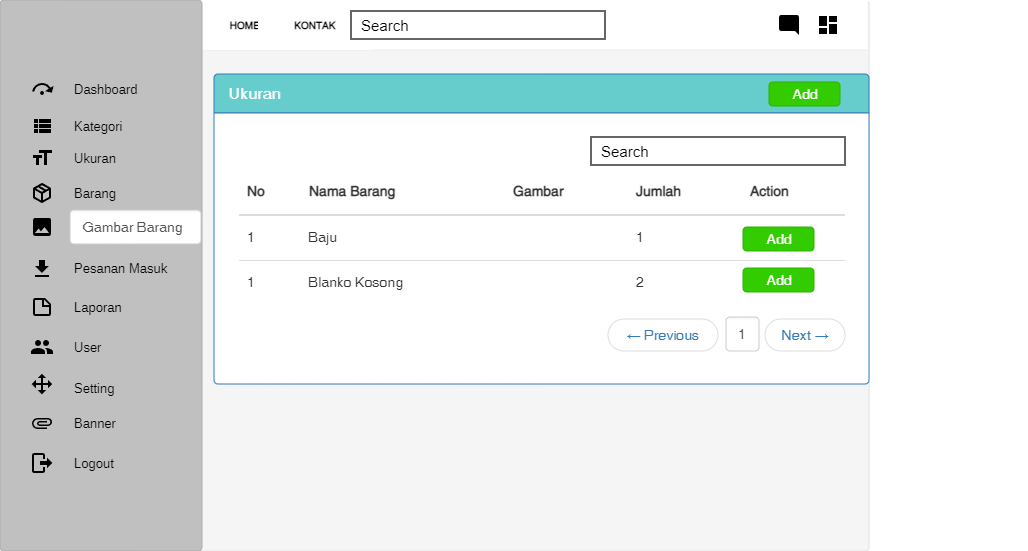 HOME KONTAK Search
Dashboard
Kategori
Ukuran
Barang
Gambar Barang
Pesanan Masuk
Laporan
User
Setting
Banner
Logout
Ukuran Add
Search
No Nama Barang Gambar Jumlah Action
1 Baju 1 Add
1 Blanko Kosong 2 Add
← Previous 1 Next →